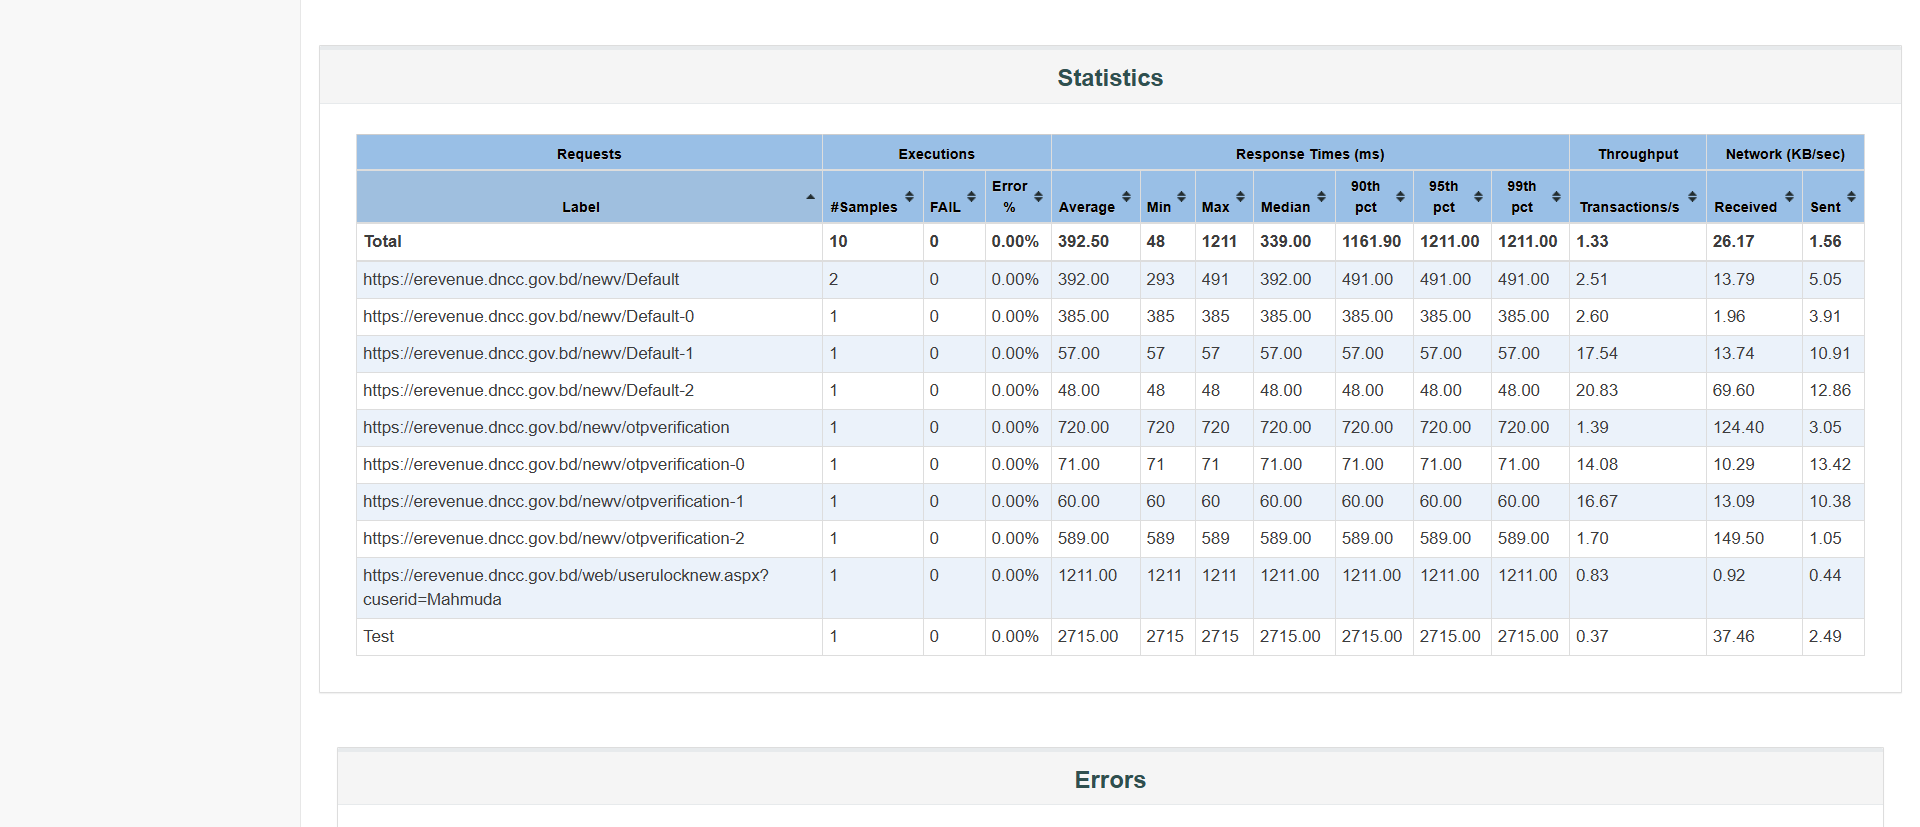 Statistics
Requests Executions Response Times (ms) Throughput Network (KB/sec)
Label #Samples FAIL Error % Average Min Max Median 90th pct 95th pct 99th pct Transactions/s Received Sent
Total 10 0 0.00% 392.50 48 1211 339.00 1161.90 1211.00 1211.00 1.33 26.17 1.56
https://erevenue.dncc.gov.bd/newv/Default 2 0 0.00% 392.00 293 491 392.00 491.00 491.00 491.00 2.51 13.79 5.05
https://erevenue.dncc.gov.bd/newv/Default-0 1 0 0.00% 385.00 385 385 385.00 385.00 385.00 385.00 2.60 1.96 3.91
https://erevenue.dncc.gov.bd/newv/Default-1 1 0 0.00% 57.00 57 57 57.00 57.00 57.00 57.00 17.54 13.74 10.91
https://erevenue.dncc.gov.bd/newv/Default-2 1 0 0.00% 48.00 48 48 48.00 48.00 48.00 48.00 20.83 69.60 12.86
https://erevenue.dncc.gov.bd/newv/otpverification 1 0 0.00% 720.00 720 720 720.00 720.00 720.00 720.00 1.39 124.40 3.05
https://erevenue.dncc.gov.bd/newv/otpverification-0 1 0 0.00% 71.00 71 71 71.00 71.00 71.00 71.00 14.08 10.29 13.42
https://erevenue.dncc.gov.bd/newv/otpverification-1 1 0 0.00% 60.00 60 60 60.00 60.00 60.00 60.00 16.67 13.09 10.38
https://erevenue.dncc.gov.bd/newv/otpverification-2 1 0 0.00% 589.00 589 589 589.00 589.00 589.00 589.00 1.70 149.50 1.05
https://erevenue.dncc.gov.bd/web/userulocknew.aspx? 1 0 0.00% 1211.00 1211 1211 1211.00 1211.00 1211.00 1211.00 0.83 0.92 0.44
cuserid=Mahmuda
Test 1 0 0.00% 2715.00 2715 2715 2715.00 2715.00 2715.00 2715.00 0.37 37.46 2.49
Errors